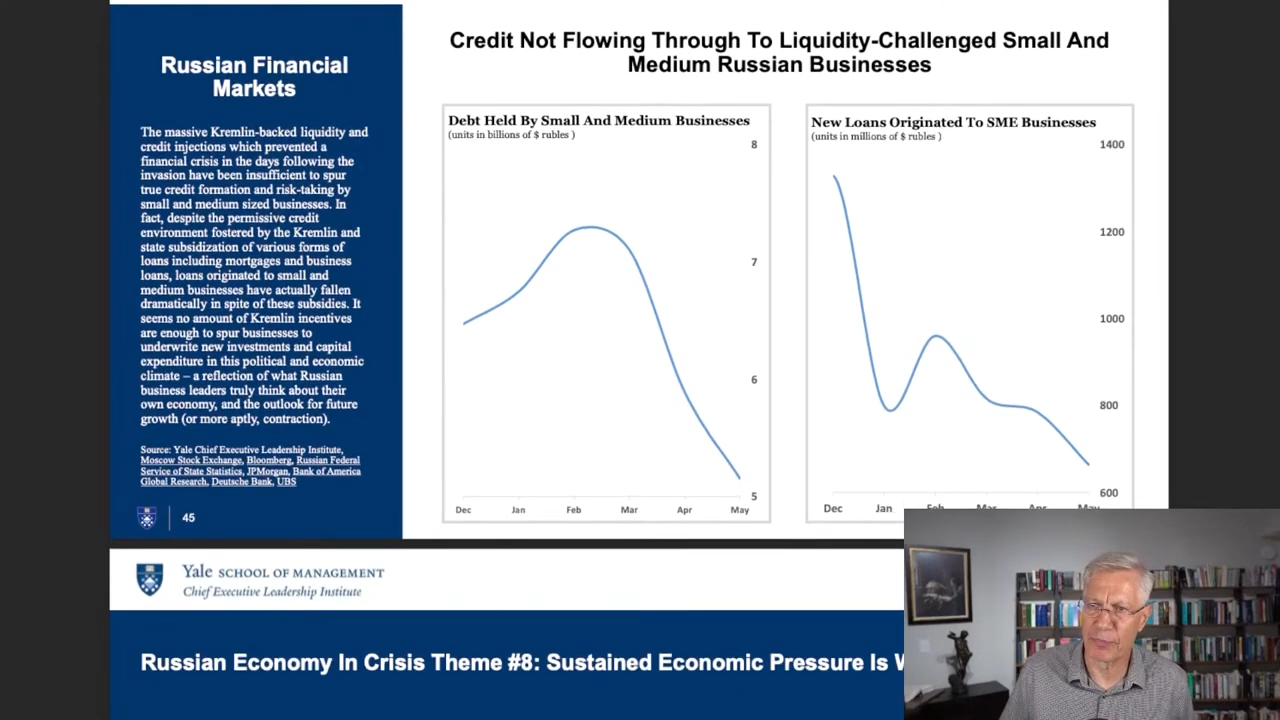 Russian Financial
Markets
The massive Kremlin-backed liquidity and
credit injections which prevented a
financial crisis in the days following the
invasion have been insufficient to spur
true credit formation and risk-taking by
small and medium sized businesses. In
fact, despite the permissive credit
environment fostered by the Kremlin and
state subsidization of various forms of
loans including mortgages and business
loans, loans originated to small and
medium businesses have actually fallen
dramatically in spite of these subsidies. It
seems no amount of Kremlin incentives
are enough to spur businesses to
underwrite new investments and capital
expenditure in this political and economic
climate – a reflection of what Russian
business leaders truly think about their
own economy, and the outlook for future
growth (or more aptly, contraction).
Source: Yale Chief Executive Leadership Institute,
Moscow Stock Exchange, Bloomberg, Russian Federal
Service of State Statistics, JPMorgan, Bank of America
Global Research, Deutsche Bank, UBS
45
Credit Not Flowing Through To Liquidity-Challenged Small And
Medium Russian Businesses
Debt Held By Small And Medium Businesses
(units in billions of $ rubles )
8
7
6
5
Dec Jan Feb Mar Apr May
New Loans Originated To SME Businesses
(units in millions of $ rubles )
1400
1200
1000
800
600
Dec Jan Feb Mar Apr May
Yale SCHOOL OF MANAGEMENT
Chief Executive Leadership Institute
Russian Economy In Crisis Theme #8: Sustained Economic Pressure Is